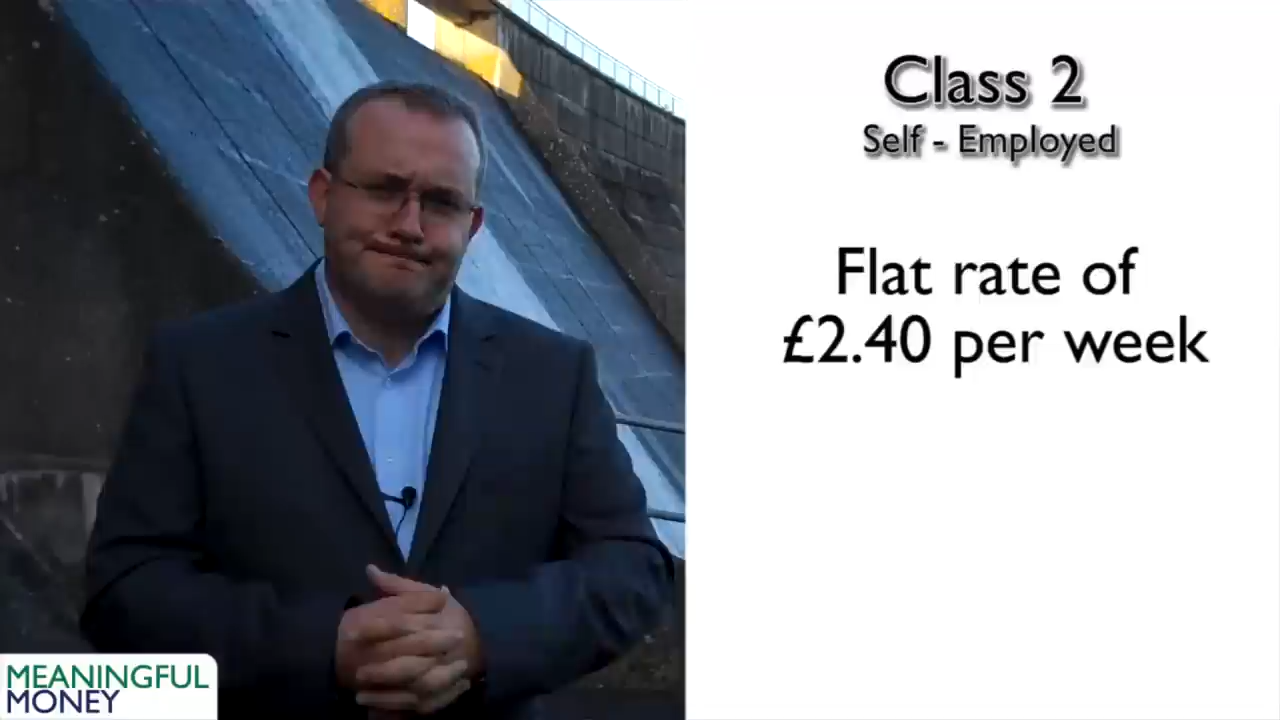 Class 2
Self - Employed
Flat rate of
£2.40 per week
MEANINGFUL
MONEY